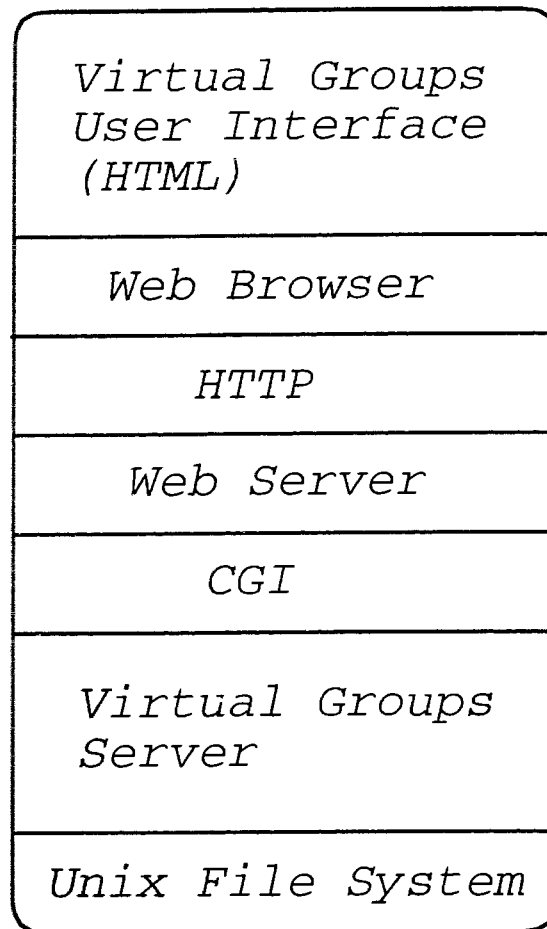 Virtual Groups
User Interface
(HTML)
Web Browser
HTTP
Web Server
CGI
Virtual Groups
Server
Unix File System